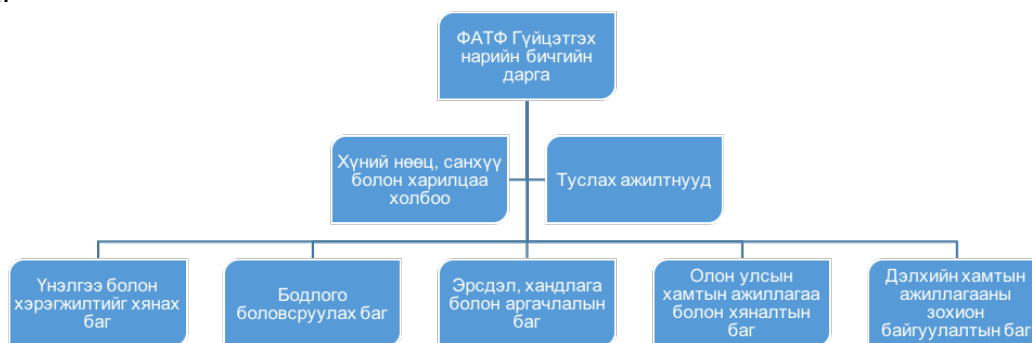 ФАТФ Гүйцэтгэх
нарийн бичгийн
дарга
Хүний нөөц, санхүү
болон харилцаа
холбоо
Туслах ажилтнууд
Үнэлгээ болон
хэрэгжилтийг хянах
баг
Бодлого
боловсруулах баг
Эрсдэл, хандлага
болон аргачлалын
баг
Олон улсын
хамтын ажиллагаа
болон хяналтын
баг
Дэлхийн хамтын
ажиллагааны
зохион
байгуулалтын баг